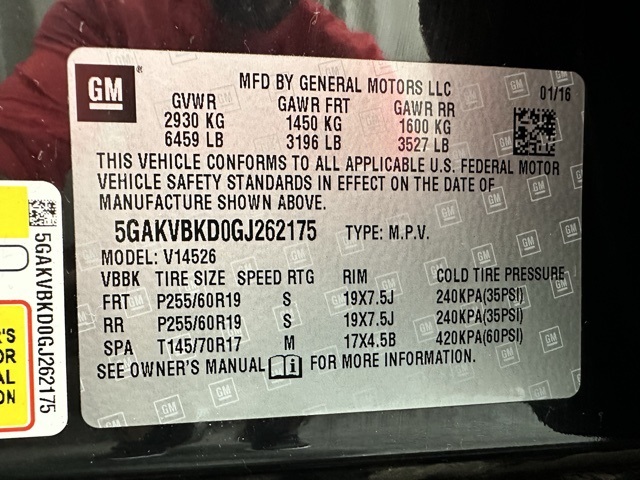 GM
MFD BY GENERAL MOTORS LLC 01/16
GVWR GAWR FRT GAWR RR
2930 KG 1450 KG 1600 KG
6459 LB 3196 LB 3527 LB
THIS VEHICLE CONFORMS TO ALL APPLICABLE U.S. FEDERAL MOTOR
VEHICLE SAFETY STANDARDS IN EFFECT ON THE DATE OF
MANUFACTURE SHOWN ABOVE.
5GAKVBKD0GJ262175 TYPE: M.P.V.
MODEL: V14526
VBBK TIRE SIZE SPEED RTG RIM COLD TIRE PRESSURE
FRT P255/60R19 S 19X7.5J 240KPA(35PSI)
RR P255/60R19 S 19X7.5J 240KPA(35PSI)
SPA T145/70R17 M 17X4.5B 420KPA(60PSI)
SEE OWNER'S MANUAL FOR MORE INFORMATION.
5GAKVBKD0GJ262175
'S
OR
AL
ON